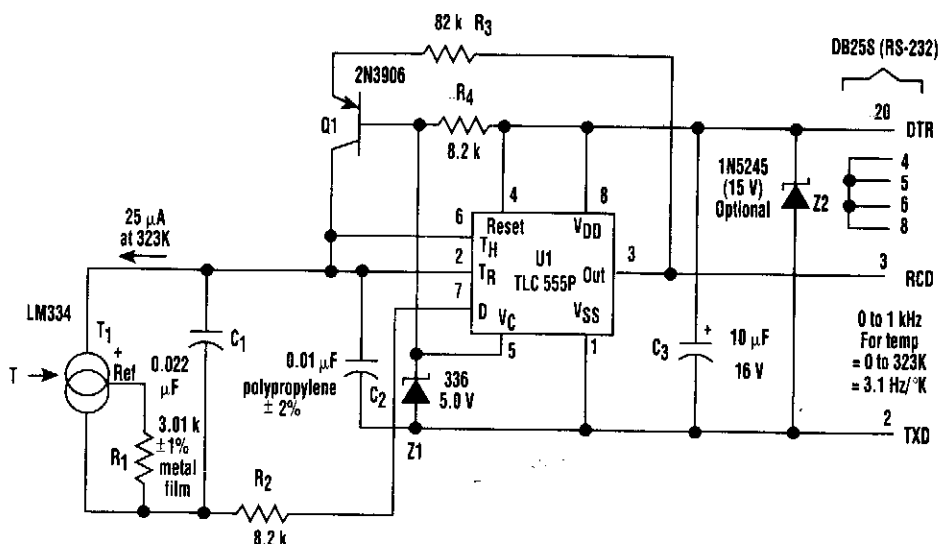 82 k R3
DB25S (RS-232)
2N3906
R4
20
DTR
Q1
8.2 k
1N5245
(15 V)
Optional
Z2
4
5
6
8
4
8
25 μA
at 323K
6
Reset
VDD
TH
2
U1
3
TR
TLC 555P
Out
RCD
7
D
VSS
LM334
T1
C1
VC
5
1
0 to 1 kHz
For temp
= 0 to 323K
= 3.1 Hz/°K
+
Ref
0.022
μF
0.01 μF
polypropylene
± 2%
C2
336
5.0 V
C3
+
10 μF
16 V
T
3.01 k
±1%
metal
film
R1
Z1
2
TXD
R2
8.2 k